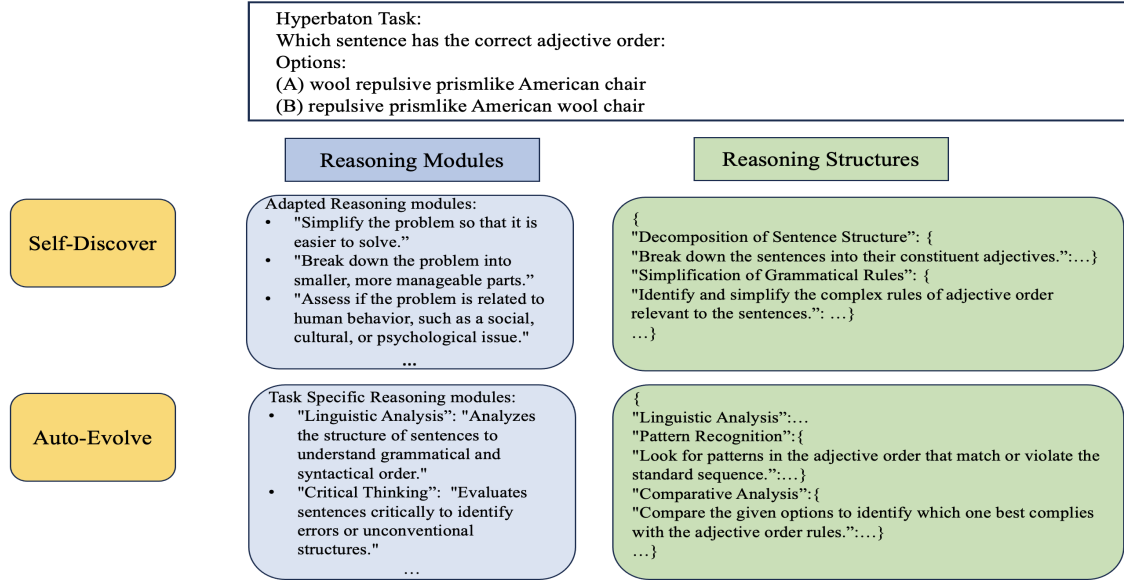 Hyperbaton Task:
Which sentence has the correct adjective order:
Options:
(A) wool repulsive prismlike American chair
(B) repulsive prismlike American wool chair
Reasoning Modules
Reasoning Structures
Self-Discover
Adapted Reasoning modules:
• "Simplify the problem so that it is
easier to solve.”
• "Break down the problem into
smaller, more manageable parts.”
• "Assess if the problem is related to
human behavior, such as a social,
cultural, or psychological issue."
...
{
"Decomposition of Sentence Structure”: {
"Break down the sentences into their constituent adjectives.”:…}
"Simplification of Grammatical Rules”: {
"Identify and simplify the complex rules of adjective order
relevant to the sentences.”: …}
…}
Auto-Evolve
Task Specific Reasoning modules:
• "Linguistic Analysis”: "Analyzes
the structure of sentences to
understand grammatical and
syntactical order."
• "Critical Thinking”: "Evaluates
sentences critically to identify
errors or unconventional
structures."
…
{
"Linguistic Analysis”:…
"Pattern Recognition”:{
"Look for patterns in the adjective order that match or violate the
standard sequence.”:…}
"Comparative Analysis”:{
"Compare the given options to identify which one best complies
with the adjective order rules.”:…}
…}